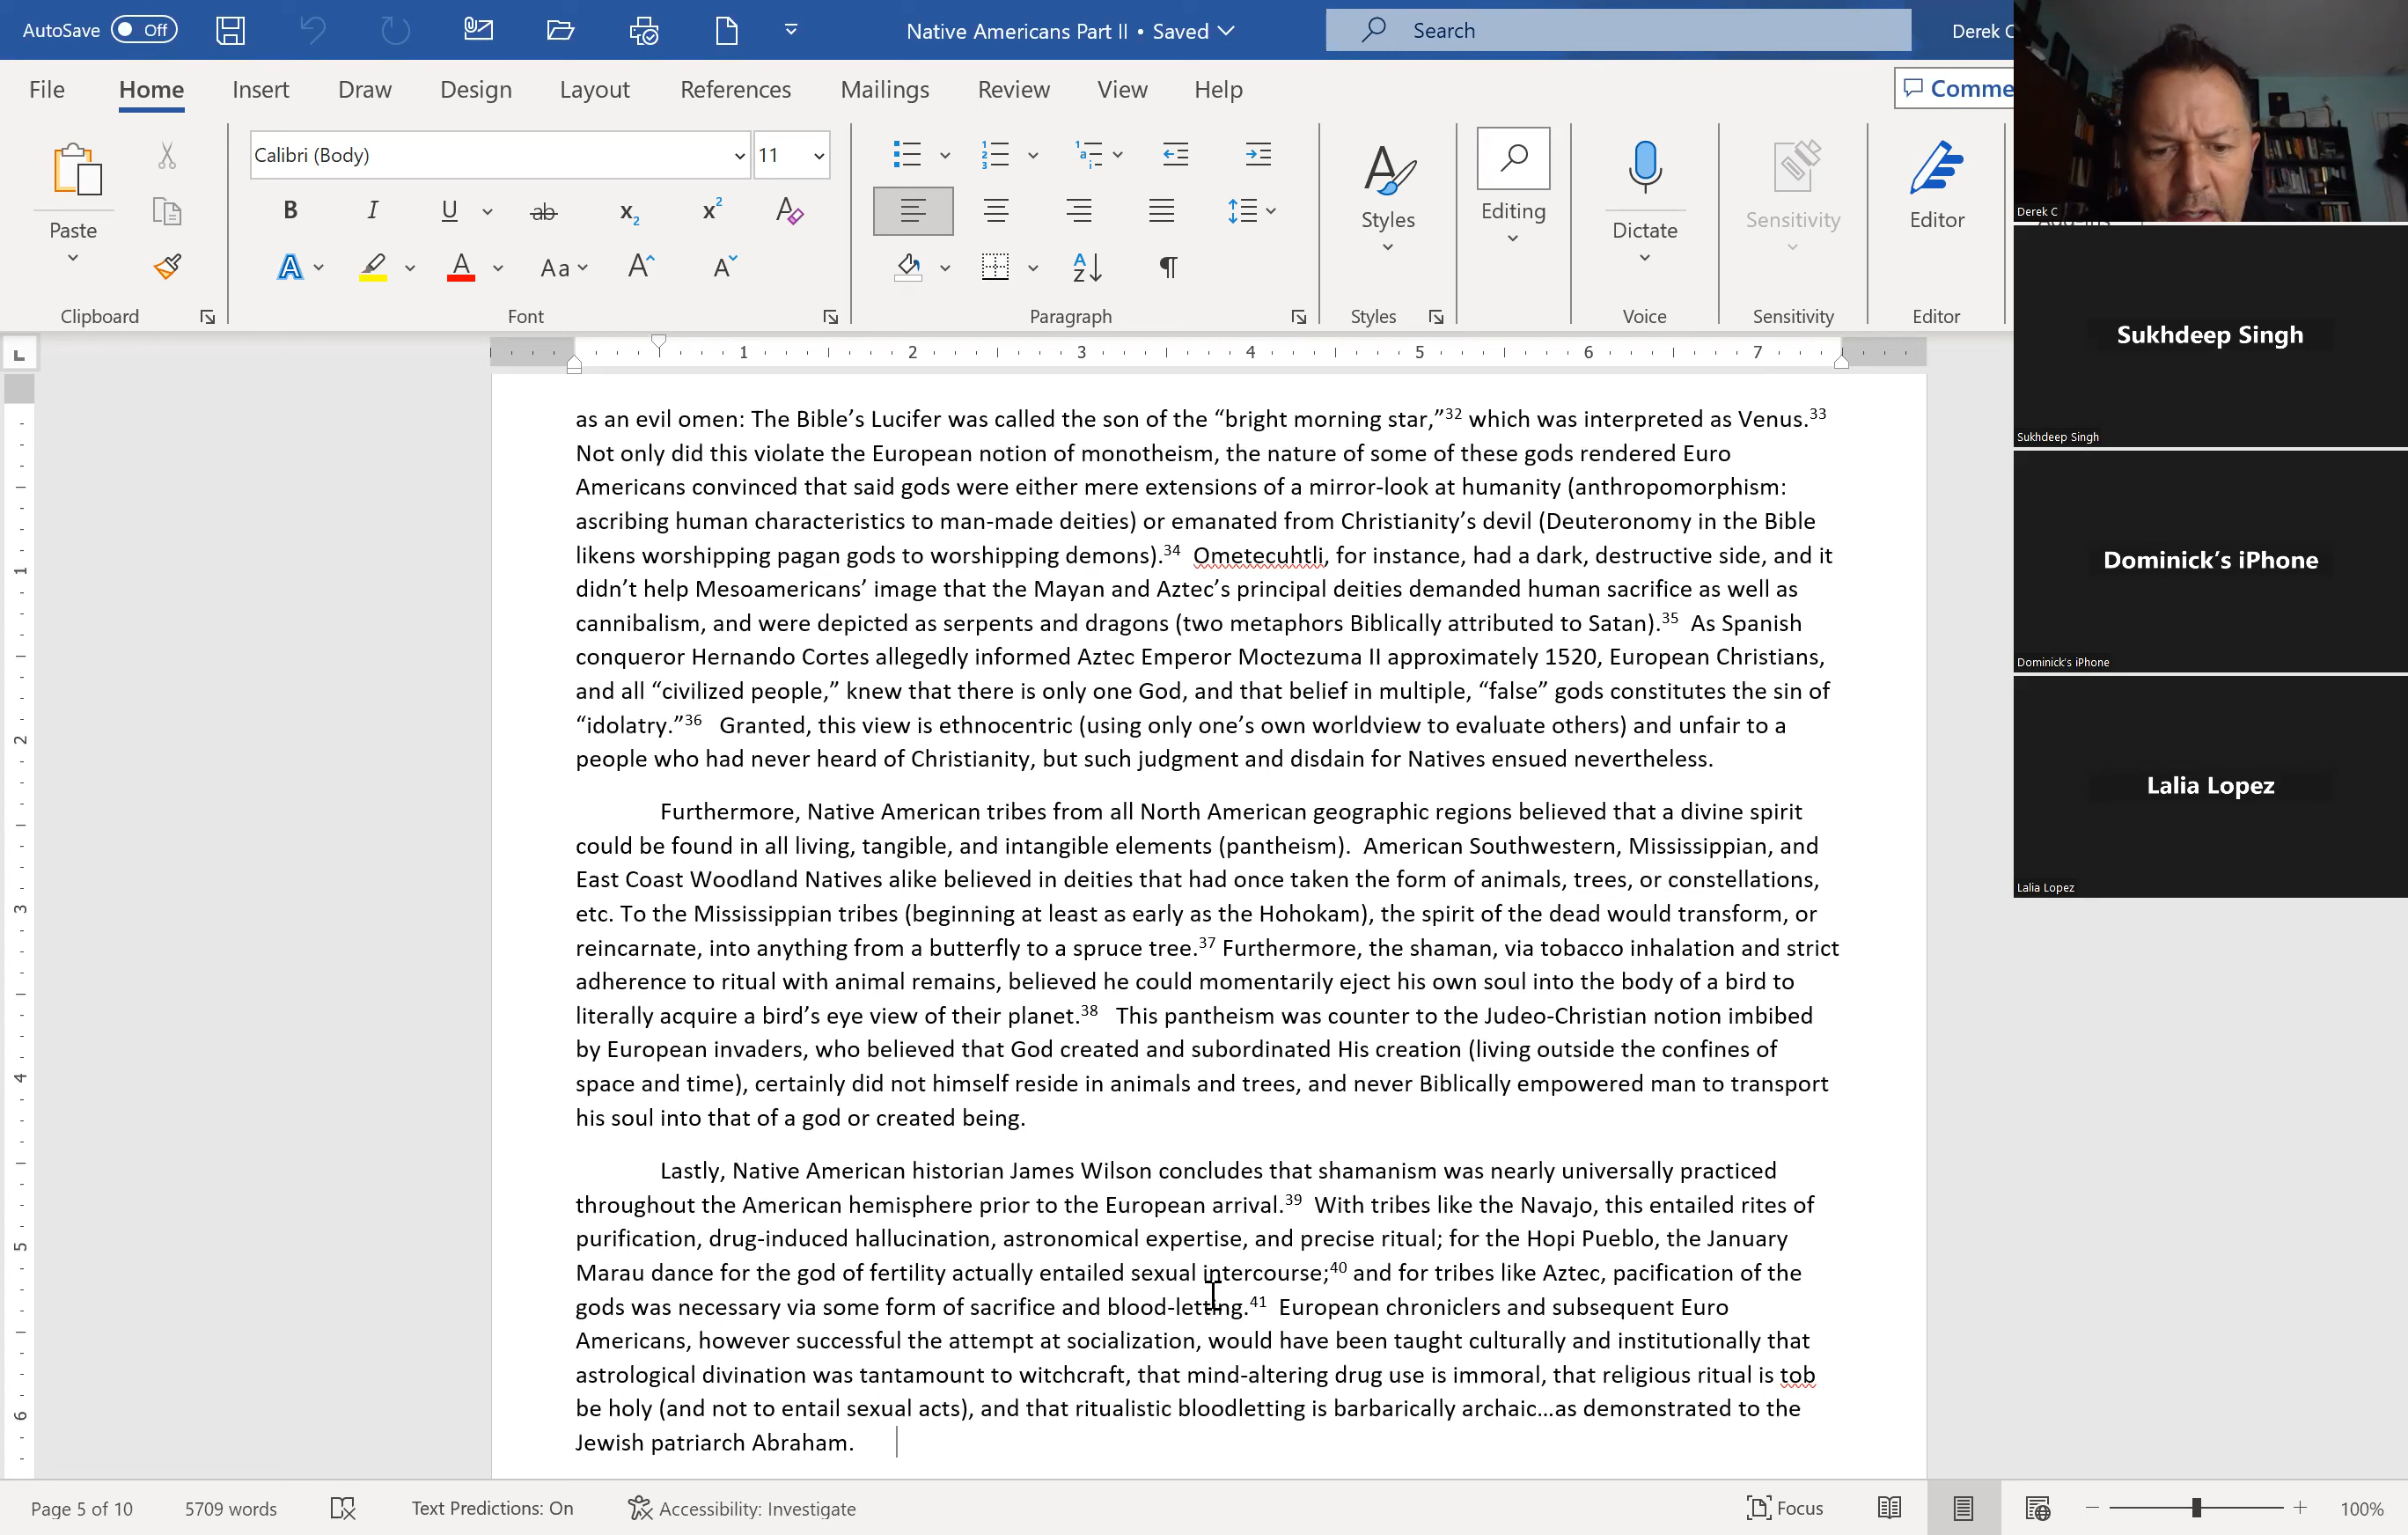 AutoSave Off
Native Americans Part II • Saved
Search
Derek C
File Home Insert Draw Design Layout References Mailings Review View Help
Comme
Paste
Clipboard
Calibri (Body) 11
Font
Paragraph
Styles
Styles
Editing
Dictate
Voice
Sensitivity
Sensitivity
Editor
Editor
Derek C
Sukhdeep Singh
Sukhdeep Singh
Dominick’s iPhone
Dominick's iPhone
Lalia Lopez
Lalia Lopez
1 2 3 4 5 6 7
as an evil omen: The Bible’s Lucifer was called the son of the “bright morning star,”32 which was interpreted as Venus.33
Not only did this violate the European notion of monotheism, the nature of some of these gods rendered Euro
Americans convinced that said gods were either mere extensions of a mirror-look at humanity (anthropomorphism:
ascribing human characteristics to man-made deities) or emanated from Christianity’s devil (Deuteronomy in the Bible
likens worshipping pagan gods to worshipping demons).34 Ometecuhtli, for instance, had a dark, destructive side, and it
didn’t help Mesoamericans’ image that the Mayan and Aztec’s principal deities demanded human sacrifice as well as
cannibalism, and were depicted as serpents and dragons (two metaphors Biblically attributed to Satan).35 As Spanish
conqueror Hernando Cortes allegedly informed Aztec Emperor Moctezuma II approximately 1520, European Christians,
and all “civilized people,” knew that there is only one God, and that belief in multiple, “false” gods constitutes the sin of
“idolatry.”36 Granted, this view is ethnocentric (using only one’s own worldview to evaluate others) and unfair to a
people who had never heard of Christianity, but such judgment and disdain for Natives ensued nevertheless.
Furthermore, Native American tribes from all North American geographic regions believed that a divine spirit
could be found in all living, tangible, and intangible elements (pantheism). American Southwestern, Mississippian, and
East Coast Woodland Natives alike believed in deities that had once taken the form of animals, trees, or constellations,
etc. To the Mississippian tribes (beginning at least as early as the Hohokam), the spirit of the dead would transform, or
reincarnate, into anything from a butterfly to a spruce tree.37 Furthermore, the shaman, via tobacco inhalation and strict
adherence to ritual with animal remains, believed he could momentarily eject his own soul into the body of a bird to
literally acquire a bird’s eye view of their planet.38 This pantheism was counter to the Judeo-Christian notion imbibed
by European invaders, who believed that God created and subordinated His creation (living outside the confines of
space and time), certainly did not himself reside in animals and trees, and never Biblically empowered man to transport
his soul into that of a god or created being.
Lastly, Native American historian James Wilson concludes that shamanism was nearly universally practiced
throughout the American hemisphere prior to the European arrival.39 With tribes like the Navajo, this entailed rites of
purification, drug-induced hallucination, astronomical expertise, and precise ritual; for the Hopi Pueblo, the January
Marau dance for the god of fertility actually entailed sexual intercourse;40 and for tribes like Aztec, pacification of the
gods was necessary via some form of sacrifice and blood-letting.41 European chroniclers and subsequent Euro
Americans, however successful the attempt at socialization, would have been taught culturally and institutionally that
astrological divination was tantamount to witchcraft, that mind-altering drug use is immoral, that religious ritual is tob
be holy (and not to entail sexual acts), and that ritualistic bloodletting is barbarically archaic…as demonstrated to the
Jewish patriarch Abraham.
1
2
3
4
5
6
Page 5 of 10 5709 words Text Predictions: On Accessibility: Investigate Focus 100%